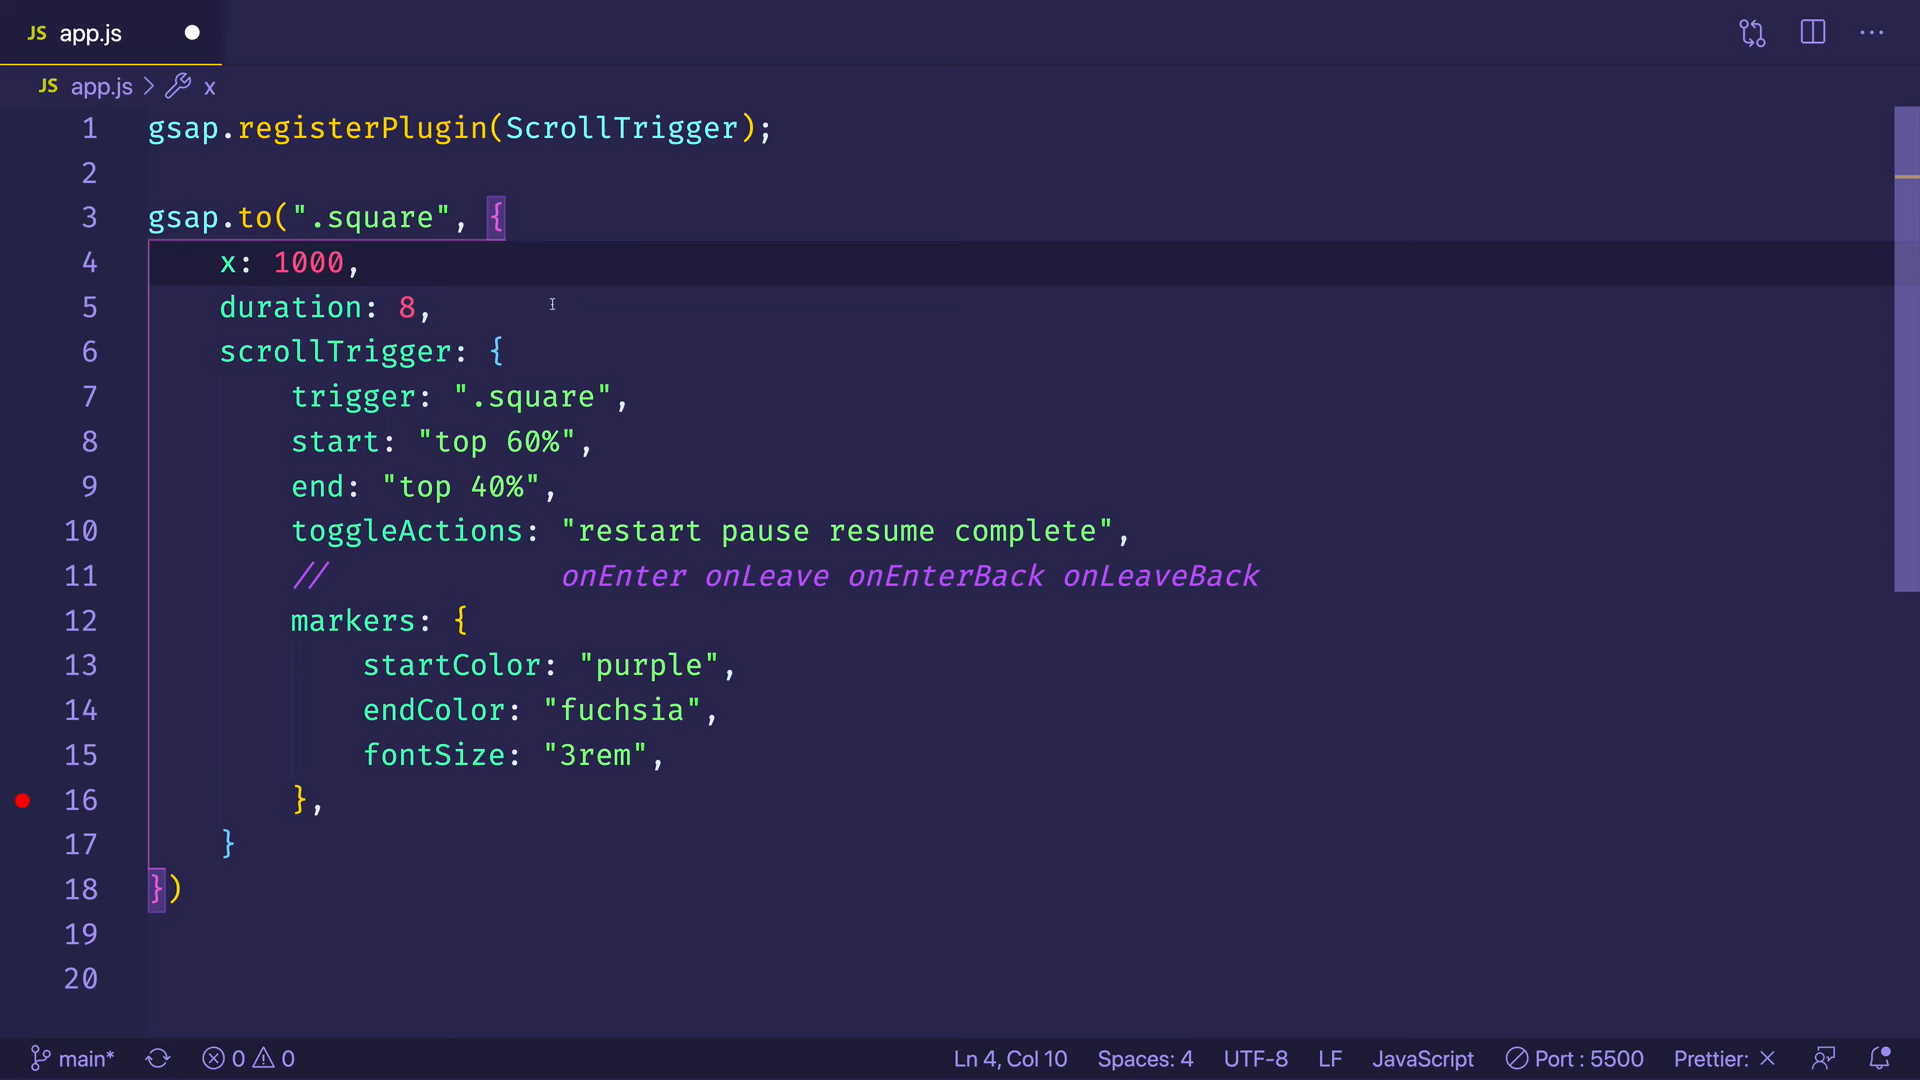 JS app.js
JS app.js > x
1 gsap.registerPlugin(ScrollTrigger);
2
3 gsap.to(".square", {
4     x: 1000,
5     duration: 8,
6     scrollTrigger: {
7         trigger: ".square",
8         start: "top 60%",
9         end: "top 40%",
10         toggleActions: "restart pause resume complete",
11         //             onEnter onLeave onEnterBack onLeaveBack
12         markers: {
13             startColor: "purple",
14             endColor: "fuchsia",
15             fontSize: "3rem",
16         },
17     }
18 })
19
20
main* 0 0 Ln 4, Col 10 Spaces: 4 UTF-8 LF JavaScript Port : 5500 Prettier: ×